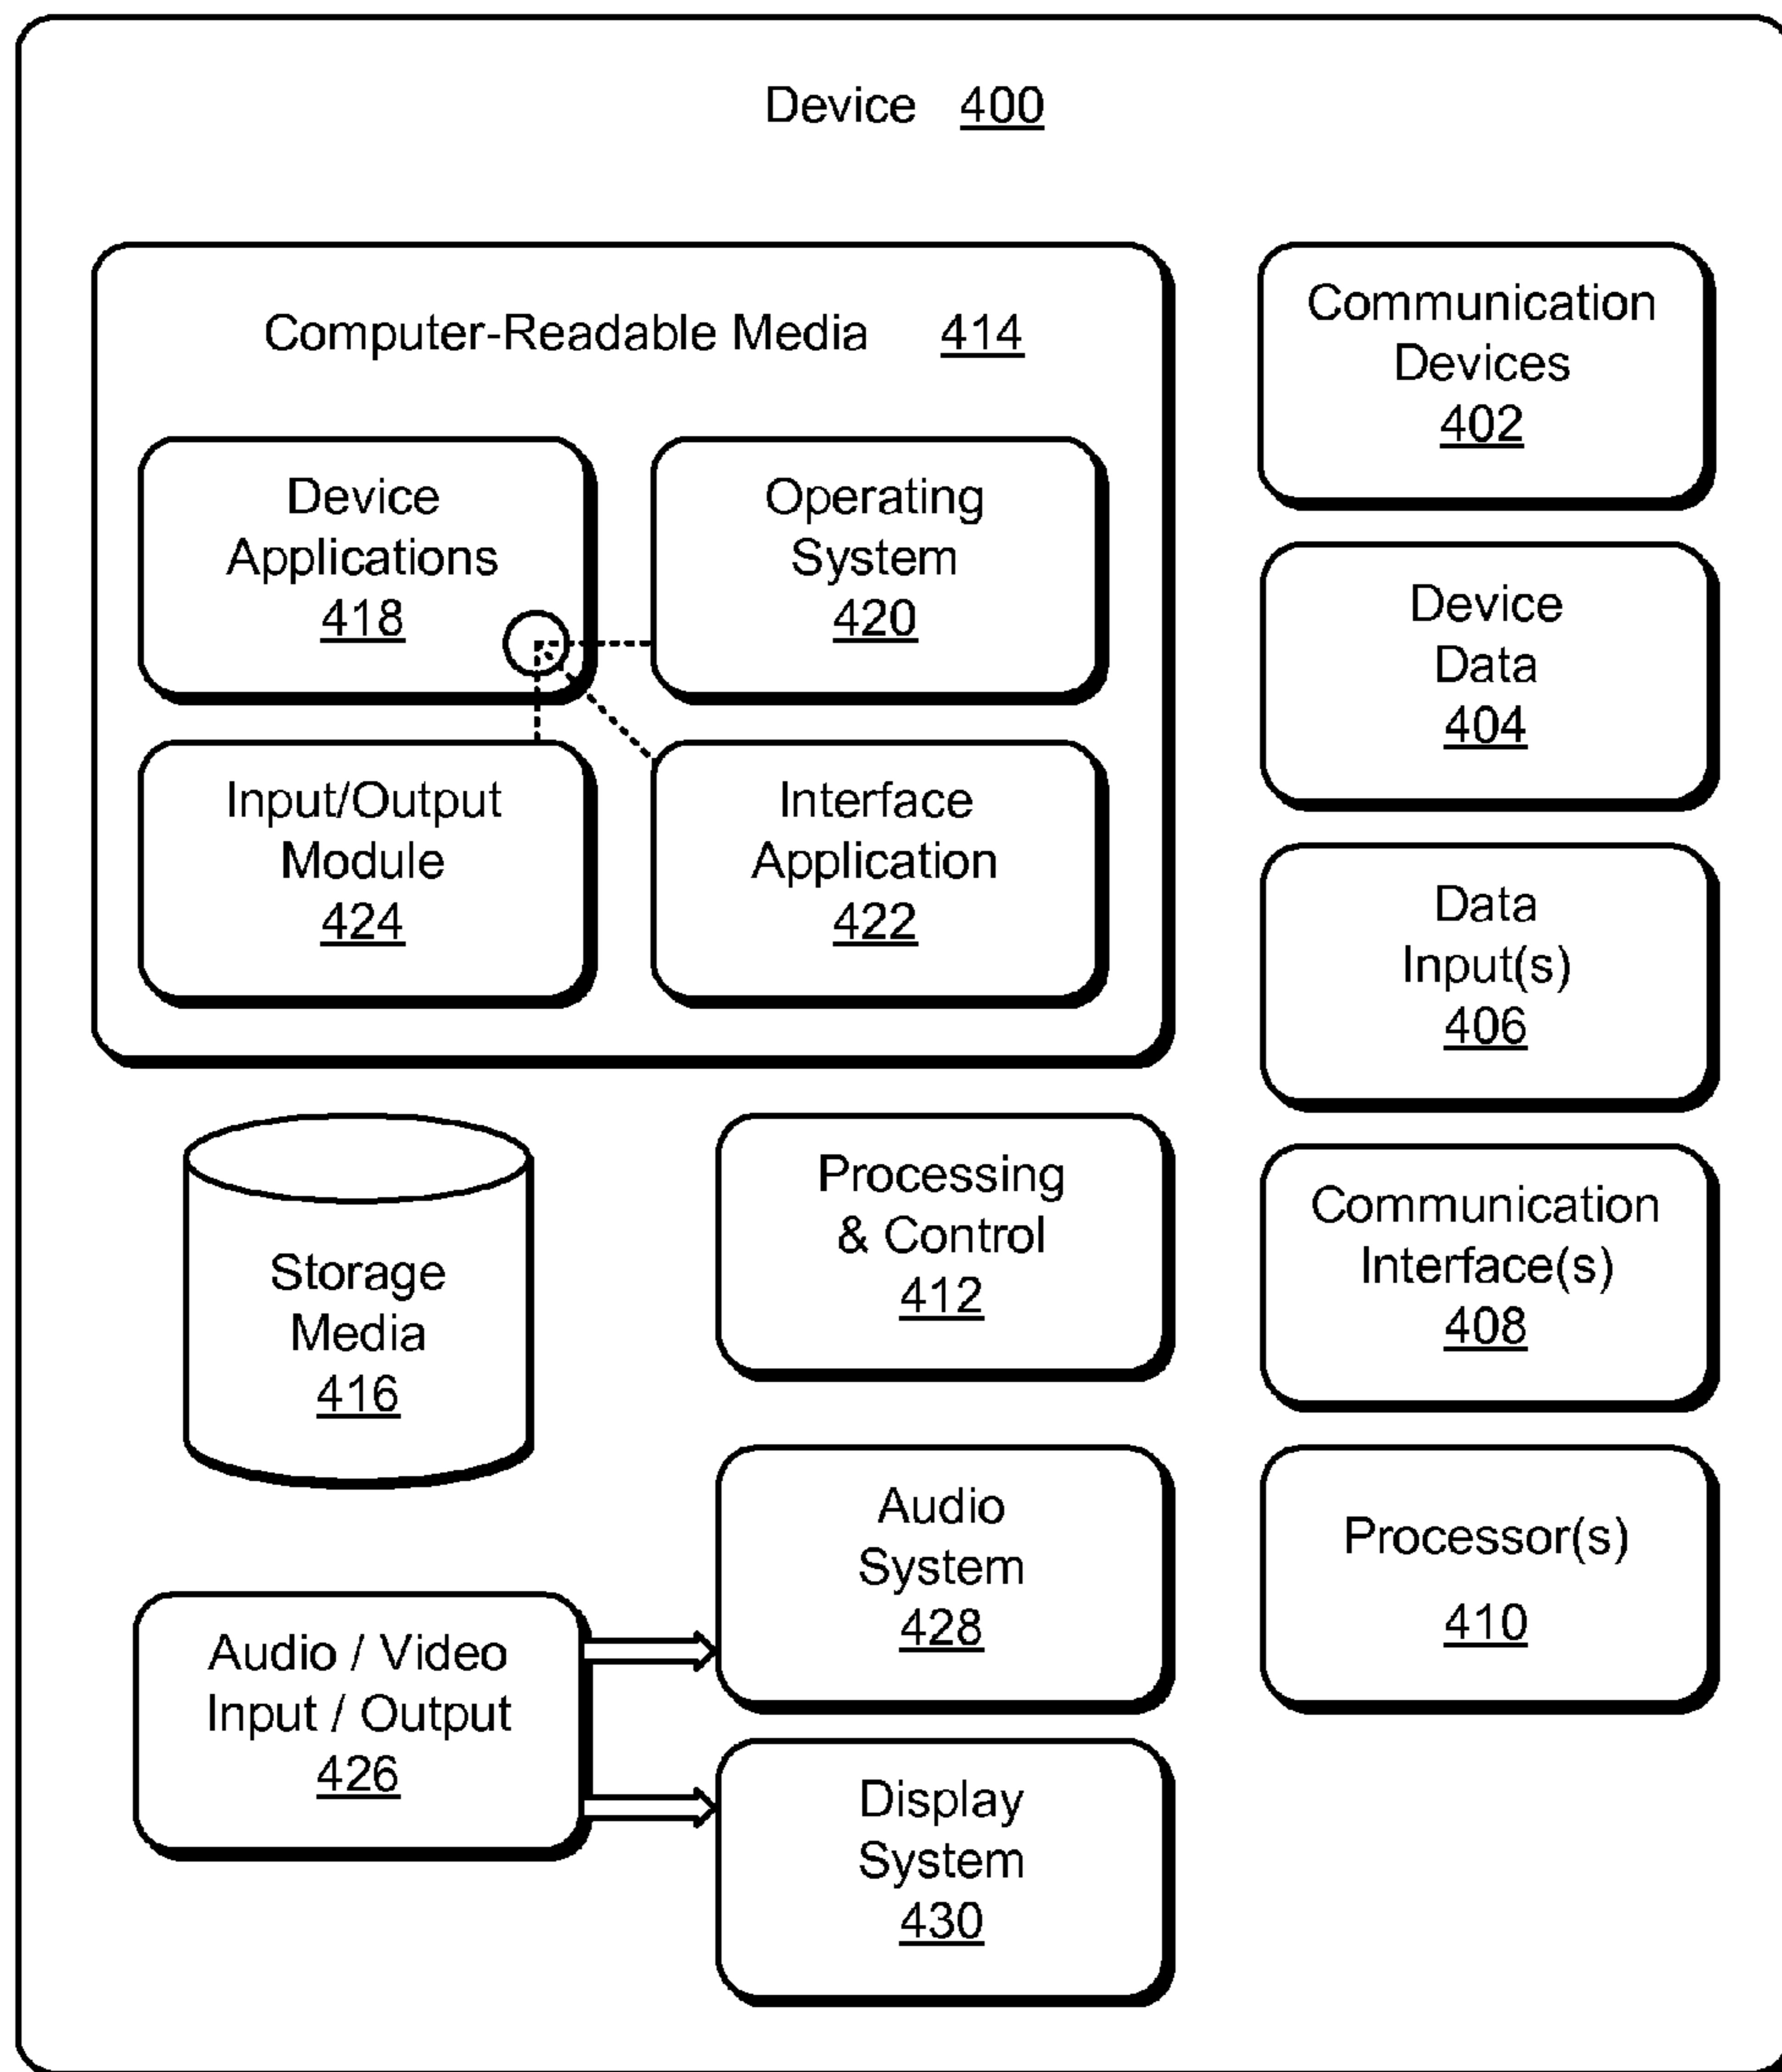 Device 400
Computer-Readable Media 414
Device
Applications
418
Operating
System
420
Input/Output
Module
424
Interface
Application
422
Storage
Media
416
Processing
& Control
412
Audio / Video
Input / Output
426
Audio
System
428
Display
System
430
Communication
Devices
402
Device
Data
404
Data
Input(s)
406
Communication
Interface(s)
408
Processor(s)
410